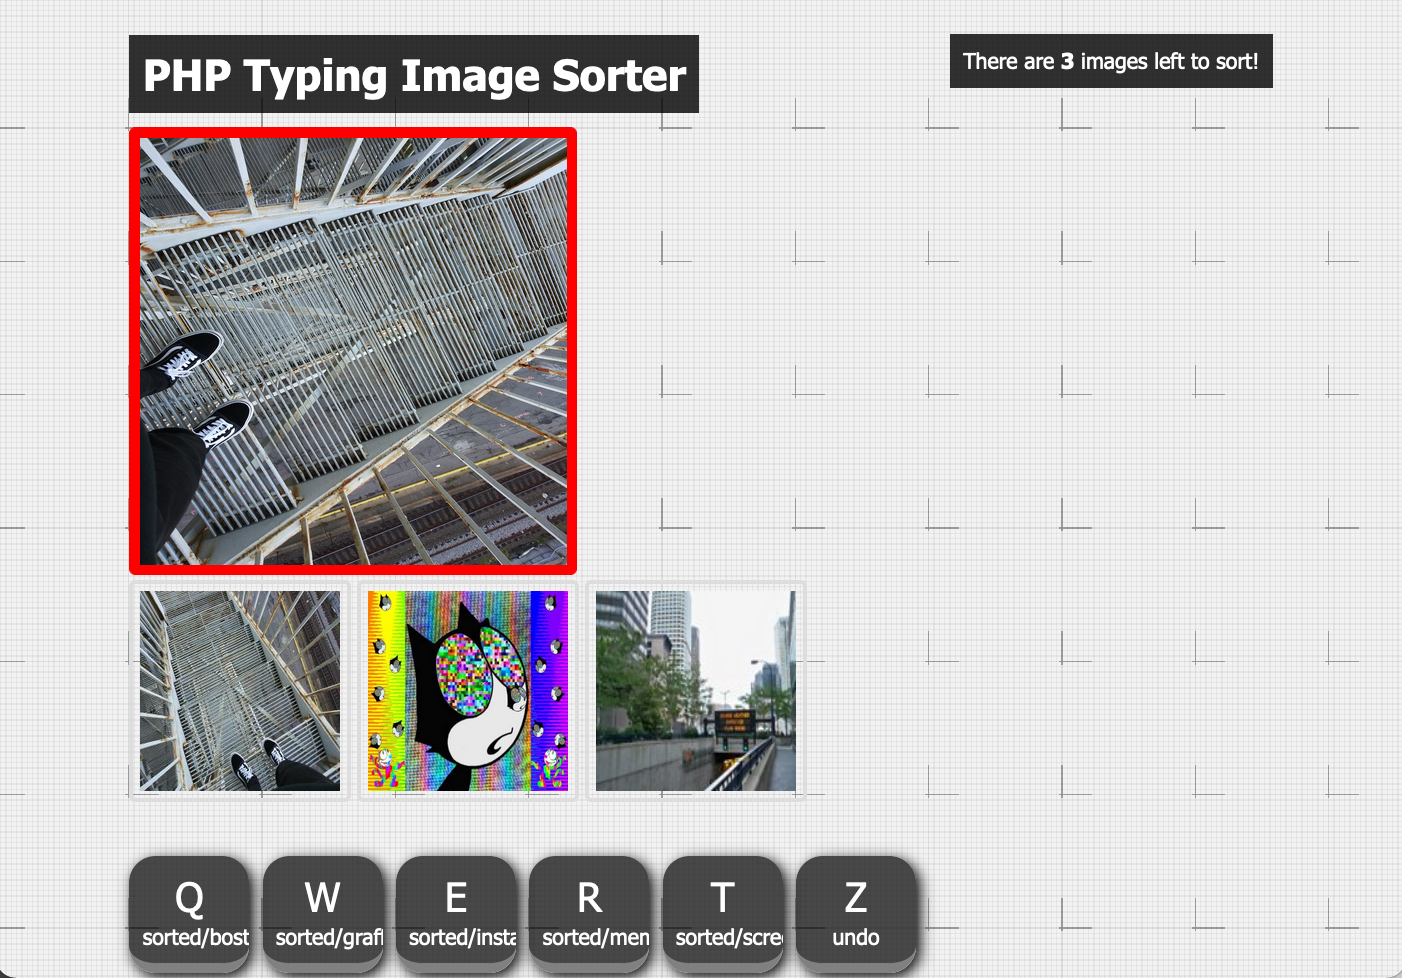 PHP Typing Image Sorter
There are 3 images left to sort!
Q
sorted/bost
W
sorted/graf
E
sorted/insta
R
sorted/men
T
sorted/scre
Z
undo